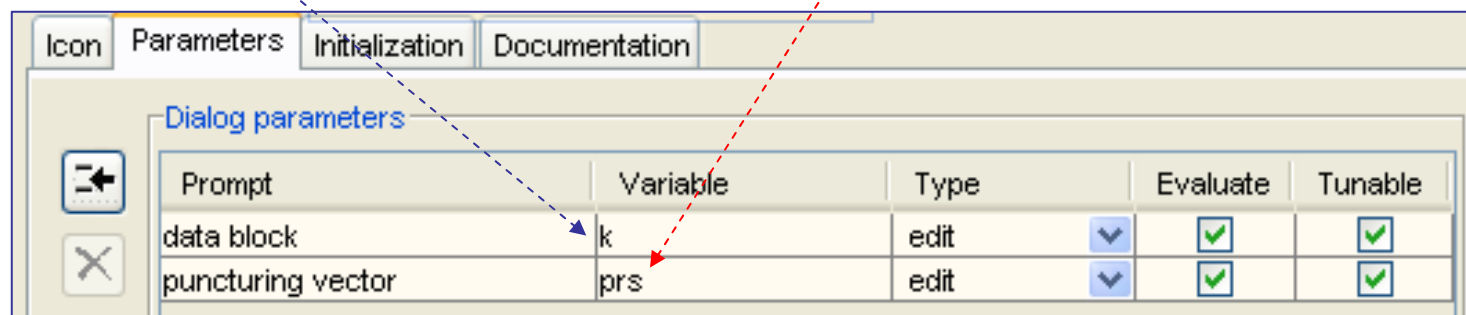 Icon Parameters Initialization Documentation
Dialog parameters
Prompt Variable Type Evaluate Tunable
data block k edit
puncturing vector prs edit